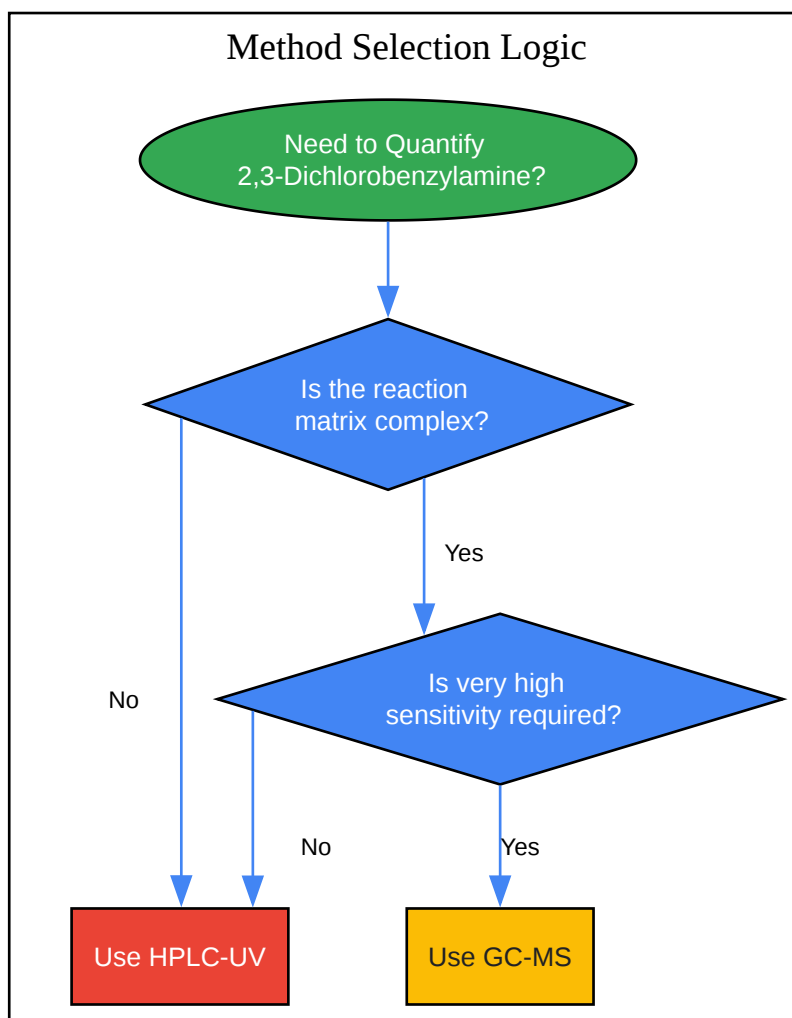 Method Selection Logic
Need to Quantify
2,3-Dichlorobenzylamine?
Is the reaction
matrix complex?
Yes
Is very high
sensitivity required?
No
No
Yes
Use HPLC-UV
Use GC-MS